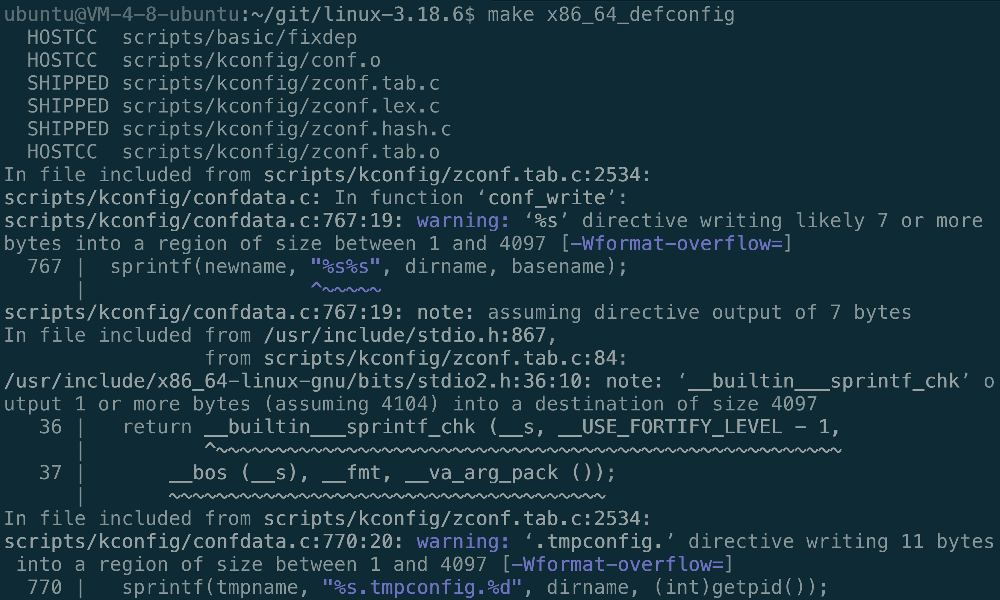 ubuntu@VM-4-8-ubuntu:~/git/linux-3.18.6$ make x86_64_defconfig
  HOSTCC  scripts/basic/fixdep
  HOSTCC  scripts/kconfig/conf.o
  SHIPPED scripts/kconfig/zconf.tab.c
  SHIPPED scripts/kconfig/zconf.lex.c
  SHIPPED scripts/kconfig/zconf.hash.c
  HOSTCC  scripts/kconfig/zconf.tab.o
In file included from scripts/kconfig/zconf.tab.c:2534:
scripts/kconfig/confdata.c: In function ‘conf_write’:
scripts/kconfig/confdata.c:767:19: warning: ‘%s’ directive writing likely 7 or more
bytes into a region of size between 1 and 4097 [-Wformat-overflow=]
  767 |  sprintf(newname, "%s%s", dirname, basename);
      |                   ^~~~~~
scripts/kconfig/confdata.c:767:19: note: assuming directive output of 7 bytes
In file included from /usr/include/stdio.h:867,
                 from scripts/kconfig/zconf.tab.c:84:
/usr/include/x86_64-linux-gnu/bits/stdio2.h:36:10: note: ‘__builtin___sprintf_chk’ o
utput 1 or more bytes (assuming 4104) into a destination of size 4097
   36 |   return __builtin___sprintf_chk (__s, __USE_FORTIFY_LEVEL - 1,
      |          ^~~~~~~~~~~~~~~~~~~~~~~~~~~~~~~~~~~~~~~~~~~~~~~~~~~~~~
   37 |       __bos (__s), __fmt, __va_arg_pack ());
      |       ~~~~~~~~~~~~~~~~~~~~~~~~~~~~~~~~~~~~~
In file included from scripts/kconfig/zconf.tab.c:2534:
scripts/kconfig/confdata.c:770:20: warning: ‘.tmpconfig.’ directive writing 11 bytes
 into a region of size between 1 and 4097 [-Wformat-overflow=]
  770 |   sprintf(tmpname, "%s.tmpconfig.%d", dirname, (int)getpid());